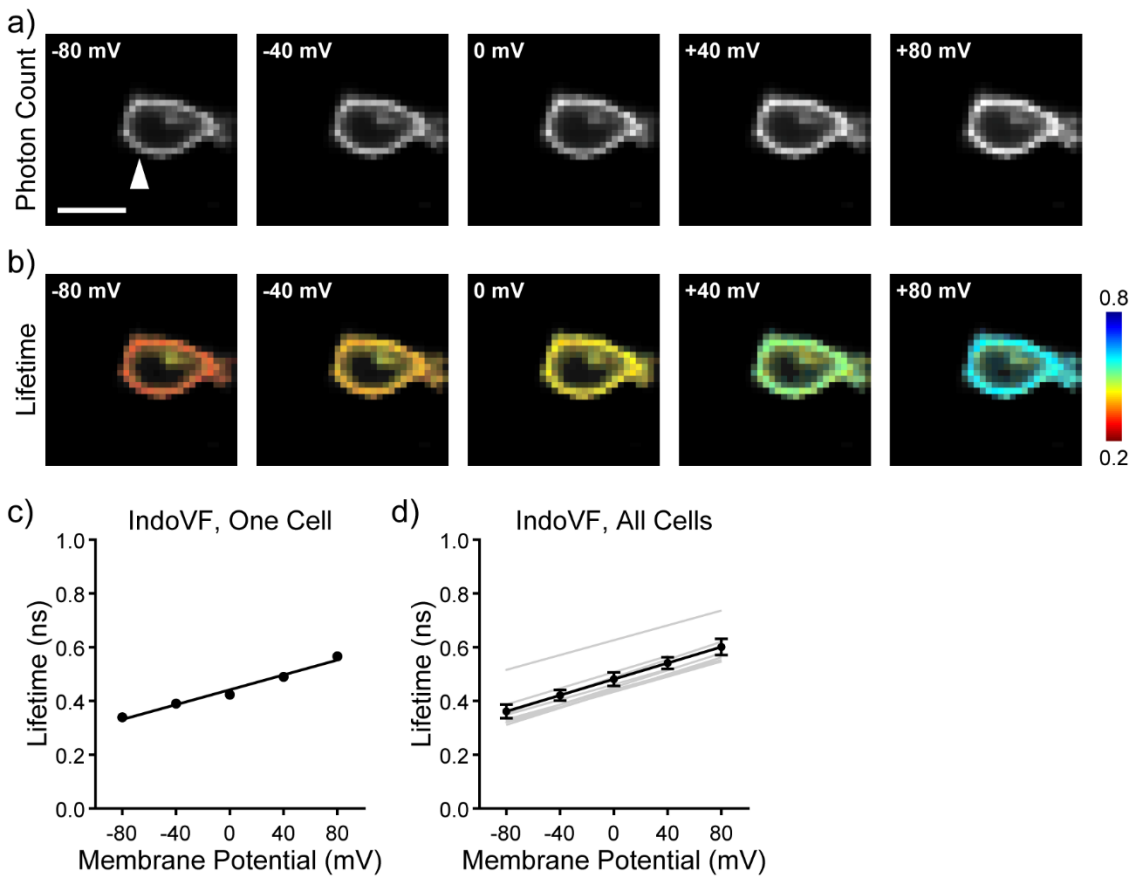 a)
Photon Count
-80 mV
-40 mV
0 mV
+40 mV
+80 mV
b)
Lifetime
-80 mV
-40 mV
0 mV
+40 mV
+80 mV
0.8
0.2
c)
IndoVF, One Cell
Lifetime (ns)
1.0
0.8
0.6
0.4
0.2
0.0
-80
-40
0
40
80
Membrane Potential (mV)
d)
IndoVF, All Cells
Lifetime (ns)
1.0
0.8
0.6
0.4
0.2
0.0
-80
-40
0
40
80
Membrane Potential (mV)